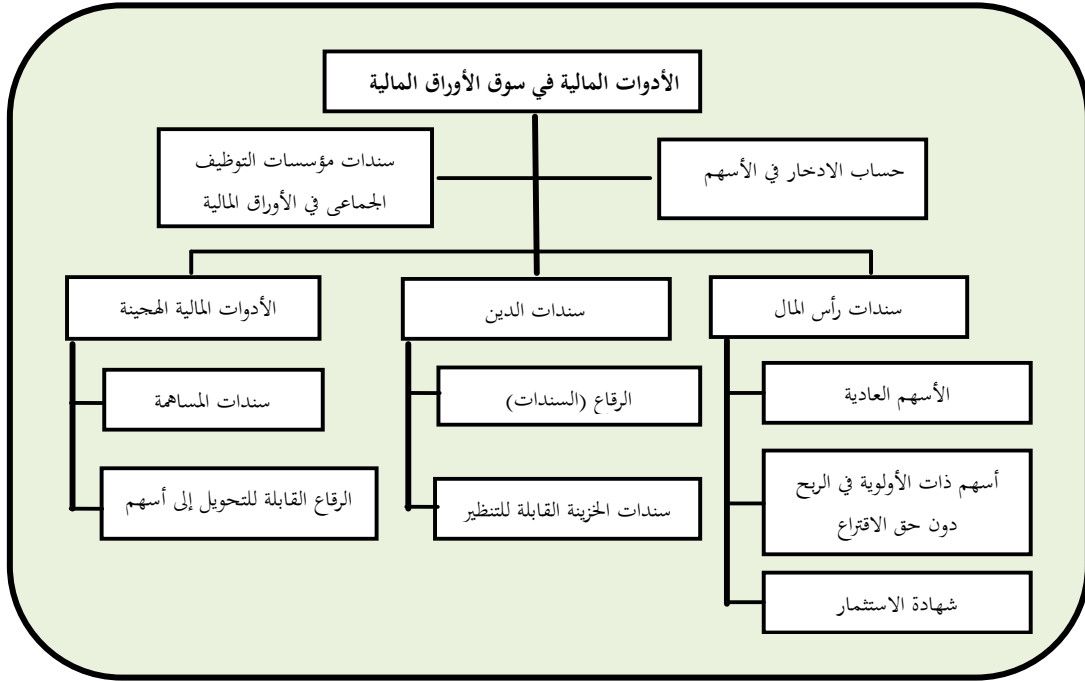 الأدوات المالية في سوق الأوراق المالية
حساب الادخار في الأسهم
سندات مؤسسات التوظيف
الجماعى في الأوراق المالية
سندات رأس المال
سندات الدين
الأدوات المالية الهجينة
الأسهم العادية
أسهم ذات الأولوية في الربح
دون حق الاقتراع
شهادة الاستثمار
الرقاع (السندات)
سندات الخزينة القابلة للتنظير
سندات المساهمة
الرقاع القابلة للتحويل إلى أسهم